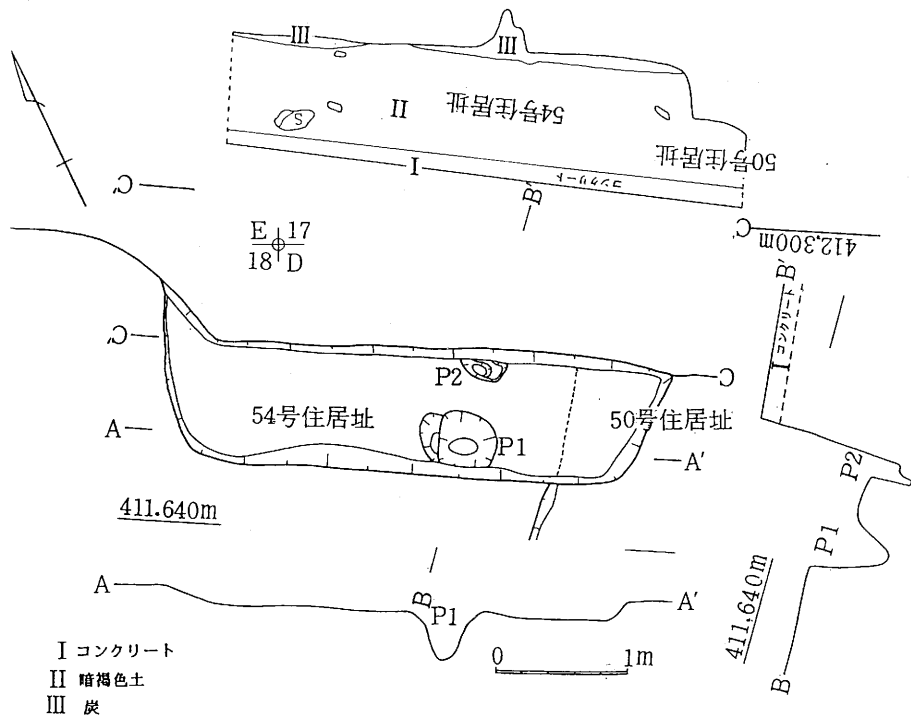 III
III
II
S
54号住居址
50号住居址
I
コンクリート
B'
C'
C
412.300m
E 17
18 D
B'
I コンクリート
C'
P2
C
54号住居址
50号住居址
A
P1
A'
P2
P1
411.640m
411.640m
A
B
P1
A'
B
0 1m
I コンクリート
II 暗褐色土
III 炭